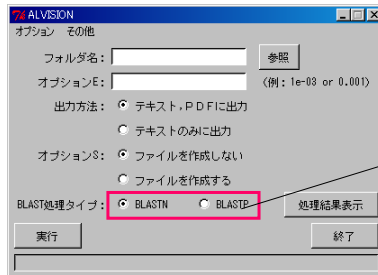 ALVISION
オプション その他
フォルダ名： 参照
オプションE： （例：1e-03 or 0.001）
出力方法： テキスト，PDFに出力
テキストのみに出力
オプションS： ファイルを作成しない
ファイルを作成する
BLAST処理タイプ： BLASTN BLASTP 処理結果表示
実行 終了